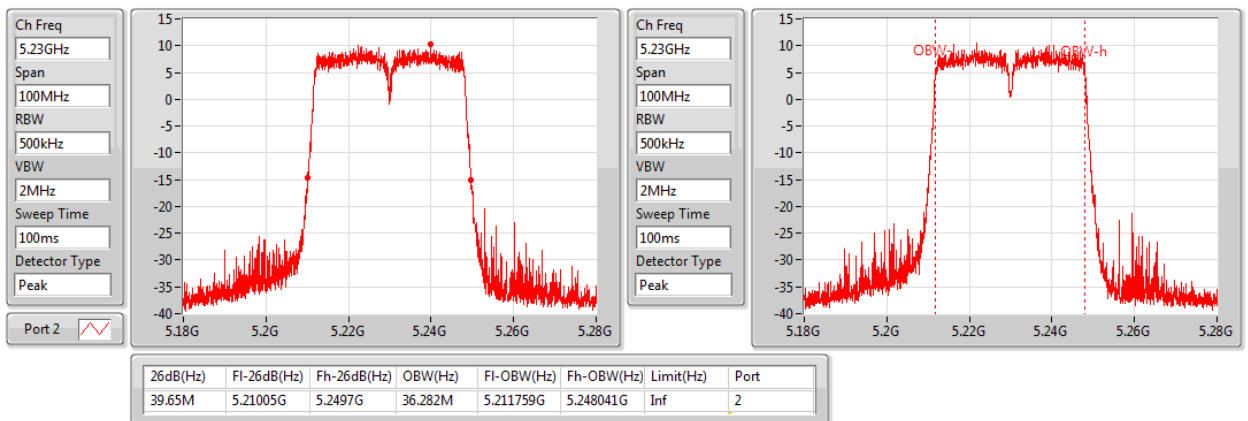 Ch Freq
5.23GHz
Span
100MHz
RBW
500kHz
VBW
2MHz
Sweep Time
100ms
Detector Type
Peak
Port 2
15
10
5
0
-5
-10
-15
-20
-25
-30
-35
-40
5.18G 5.2G 5.22G 5.24G 5.26G 5.28G
Ch Freq
5.23GHz
Span
100MHz
RBW
500kHz
VBW
2MHz
Sweep Time
100ms
Detector Type
Peak
15
10
5
0
-5
-10
-15
-20
-25
-30
-35
-40
OBW-l OBW-h
5.18G 5.2G 5.22G 5.24G 5.26G 5.28G
26dB(Hz) Fl-26dB(Hz) Fh-26dB(Hz) OBW(Hz) Fl-OBW(Hz) Fh-OBW(Hz) Limit(Hz) Port
39.65M 5.21005G 5.2497G 36.282M 5.211759G 5.248041G Inf 2